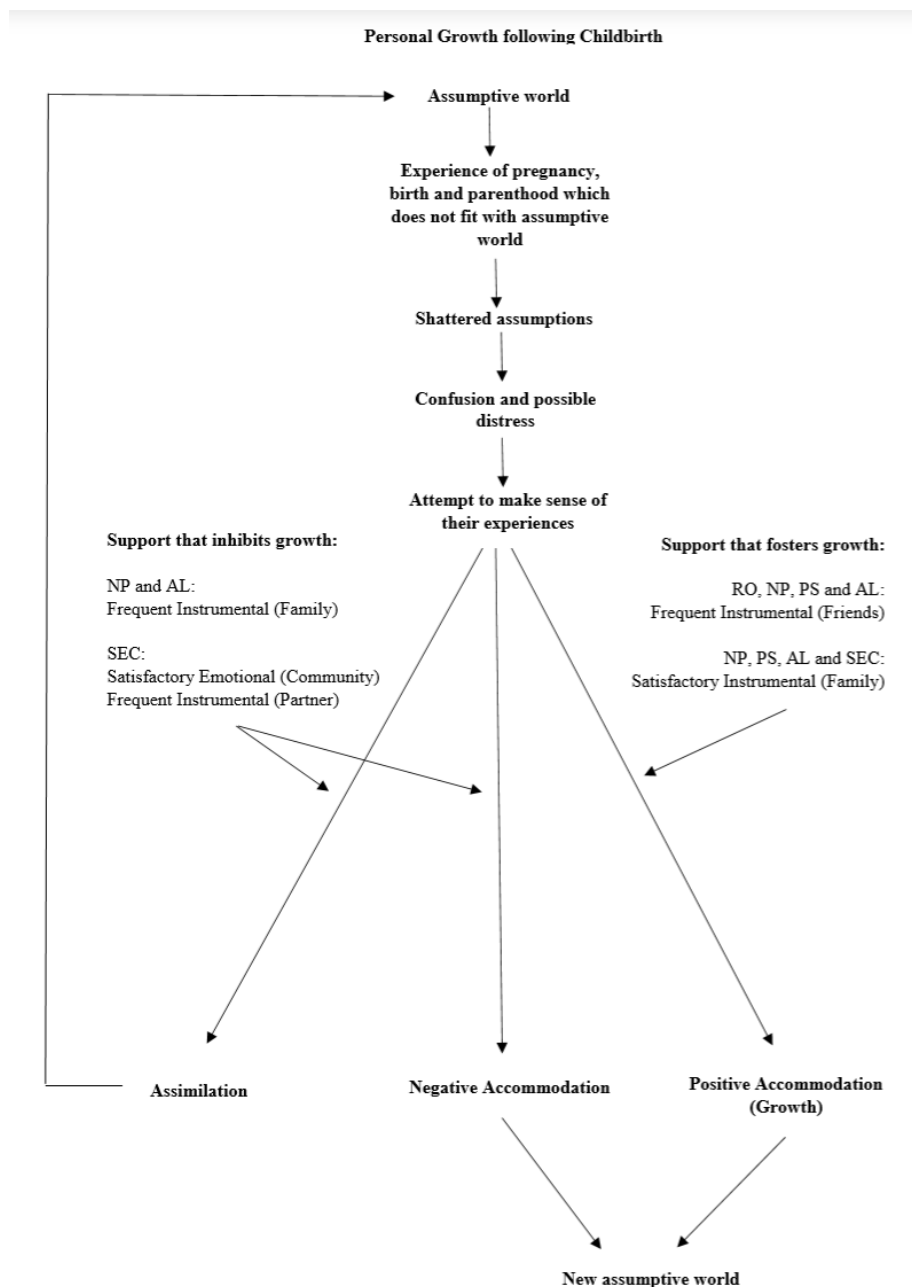 Personal Growth following Childbirth
Assumptive world
Experience of pregnancy,
birth and parenthood which
does not fit with assumptive
world
Shattered assumptions
Confusion and possible
distress
Attempt to make sense of
their experiences
Support that inhibits growth:
NP and AL:
Frequent Instrumental (Family)
SEC:
Satisfactory Emotional (Community)
Frequent Instrumental (Partner)
Support that fosters growth:
RO, NP, PS and AL:
Frequent Instrumental (Friends)
NP, PS, AL and SEC:
Satisfactory Instrumental (Family)
Assimilation
Negative Accommodation
Positive Accommodation
(Growth)
New assumptive world